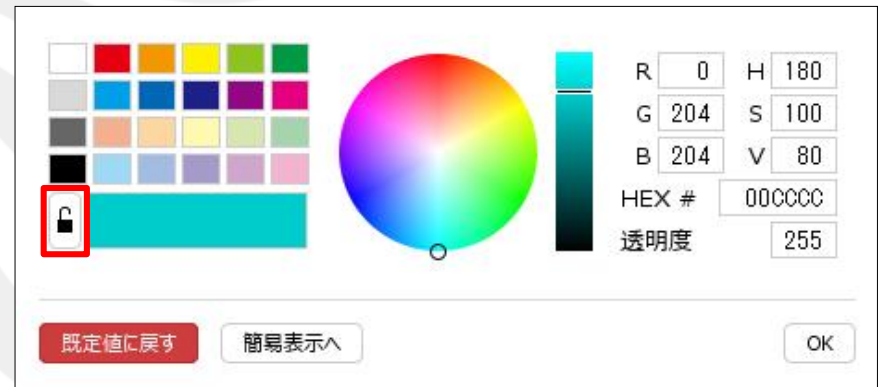 R 0 H 180
G 204 S 100
B 204 V 80
HEX # 00CCCC
透明度 255
既定値に戻す 簡易表示へ OK